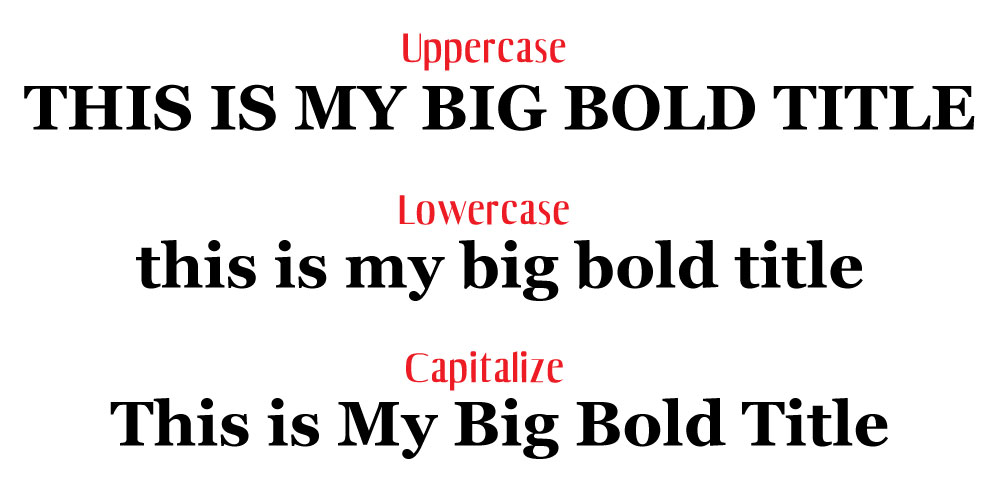 Uppercase
THIS IS MY BIG BOLD TITLE
Lowercase
this is my big bold title
Capitalize
This is My Big Bold Title